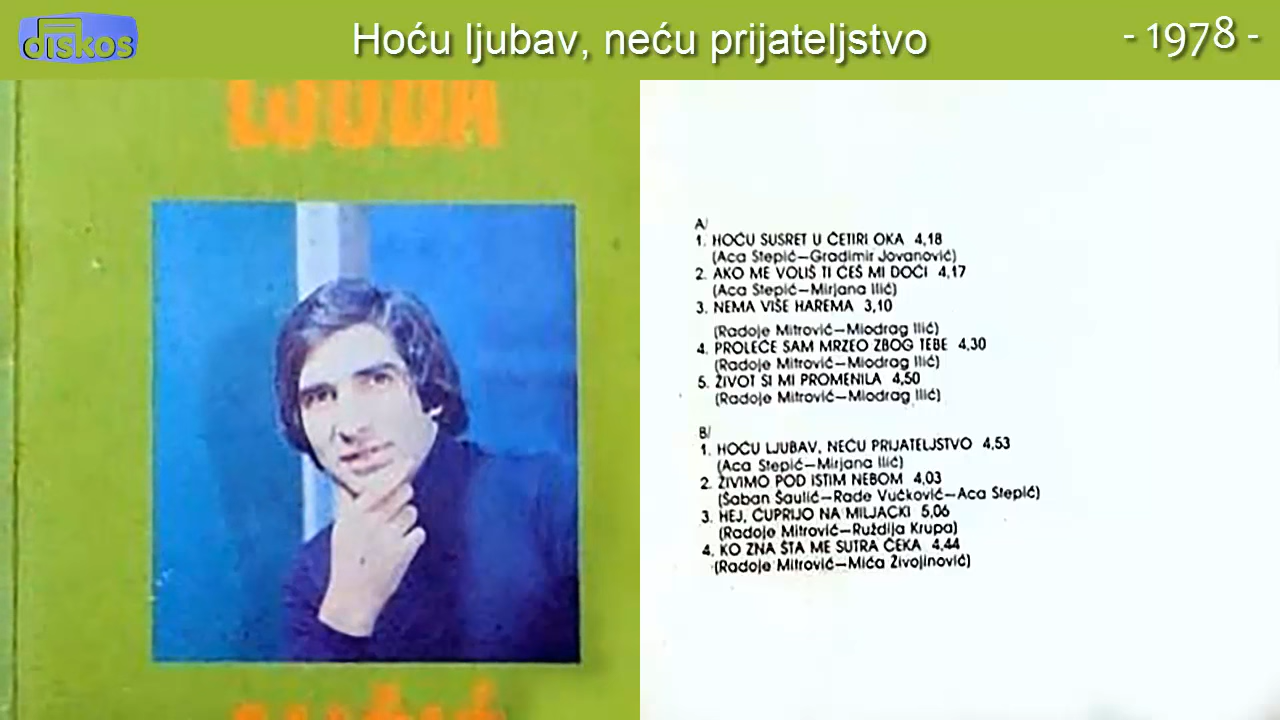 diskos
Hoću ljubav, neću prijateljstvo
- 1978 -
LJUBA
A/
1. HOĆU SUSRET U ČETIRI OKA 4,18
(Aca Stepić—Gradimir Jovanović)
2. AKO ME VOLIŠ TI ĆEŠ MI DOĆI 4,17
(Aca Stepić—Mirjana Ilić)
3. NEMA VIŠE HAREMA 3,10
(Radoje Mitrović—Miodrag Ilić)
4. PROLEĆE SAM MRZEO ZBOG TEBE 4,30
(Radoje Mitrović—Miodrag Ilić)
5. ŽIVOT SI MI PROMENILA 4,50
(Radoje Mitrović—Miodrag Ilić)
B/
1. HOĆU LJUBAV, NEĆU PRIJATELJSTVO 4,53
(Aca Stepić—Mirjana Ilić)
2. ŽIVIMO POD ISTIM NEBOM 4,03
(Šaban Šaulić—Rade Vučković—Aca Stepić)
3. HEJ, ĆUPRIJO NA MILJACKI 5,06
(Radoje Mitrović—Ruždija Krupa)
4. KO ZNA ŠTA ME SUTRA ČEKA 4,44
(Radoje Mitrović—Mića Živojinović)